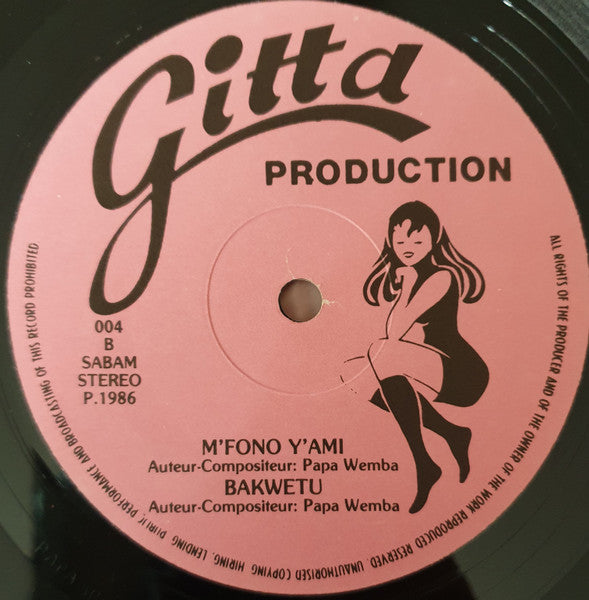 Gitta
PRODUCTION
004
B
SABAM
STEREO
P.1986
M'FONO Y'AMI
Auteur-Compositeur: Papa Wemba
BAKWETU
Auteur-Compositeur: Papa Wemba
ALL RIGHTS OF THE PRODUCER AND OF THE OWNER OF THE WORK REPRODUCED RESERVED. UNAUTHORISED COPYING, HIRING, LENDING, PUBLIC PERFORMANCE AND BROADCASTING OF THIS RECORD PROHIBITED